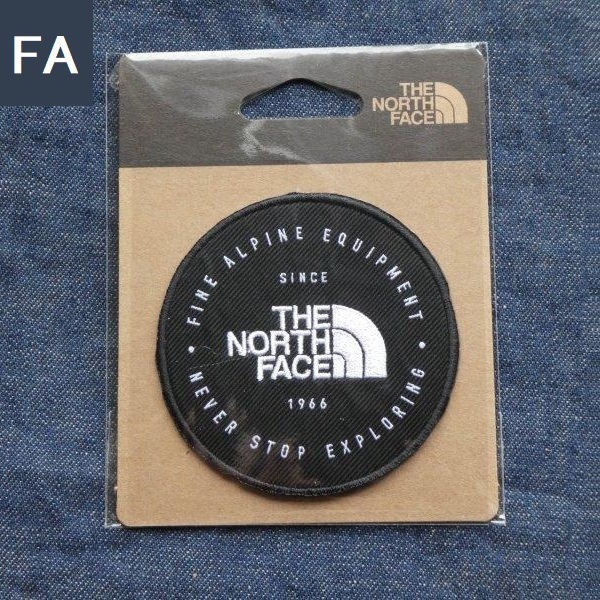 FA
THE
NORTH
FACE
FINE ALPINE EQUIPMENT
SINCE
THE
NORTH
FACE
1966
NEVER STOP EXPLORING